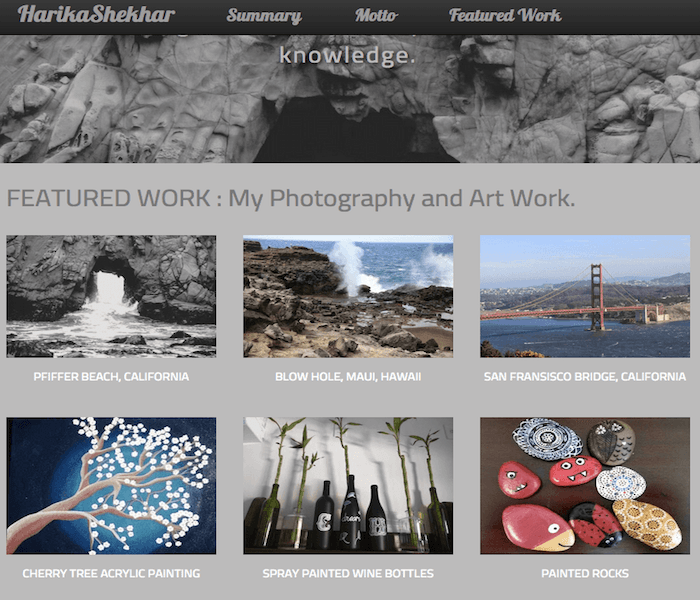 HarikaShekhar Summary Motto Featured Work
knowledge.
FEATURED WORK : My Photography and Art Work.
PFIFFER BEACH, CALIFORNIA
BLOW HOLE, MAUI, HAWAII
SAN FRANSISCO BRIDGE, CALIFORNIA
CHERRY TREE ACRYLIC PAINTING
SPRAY PAINTED WINE BOTTLES
PAINTED ROCKS